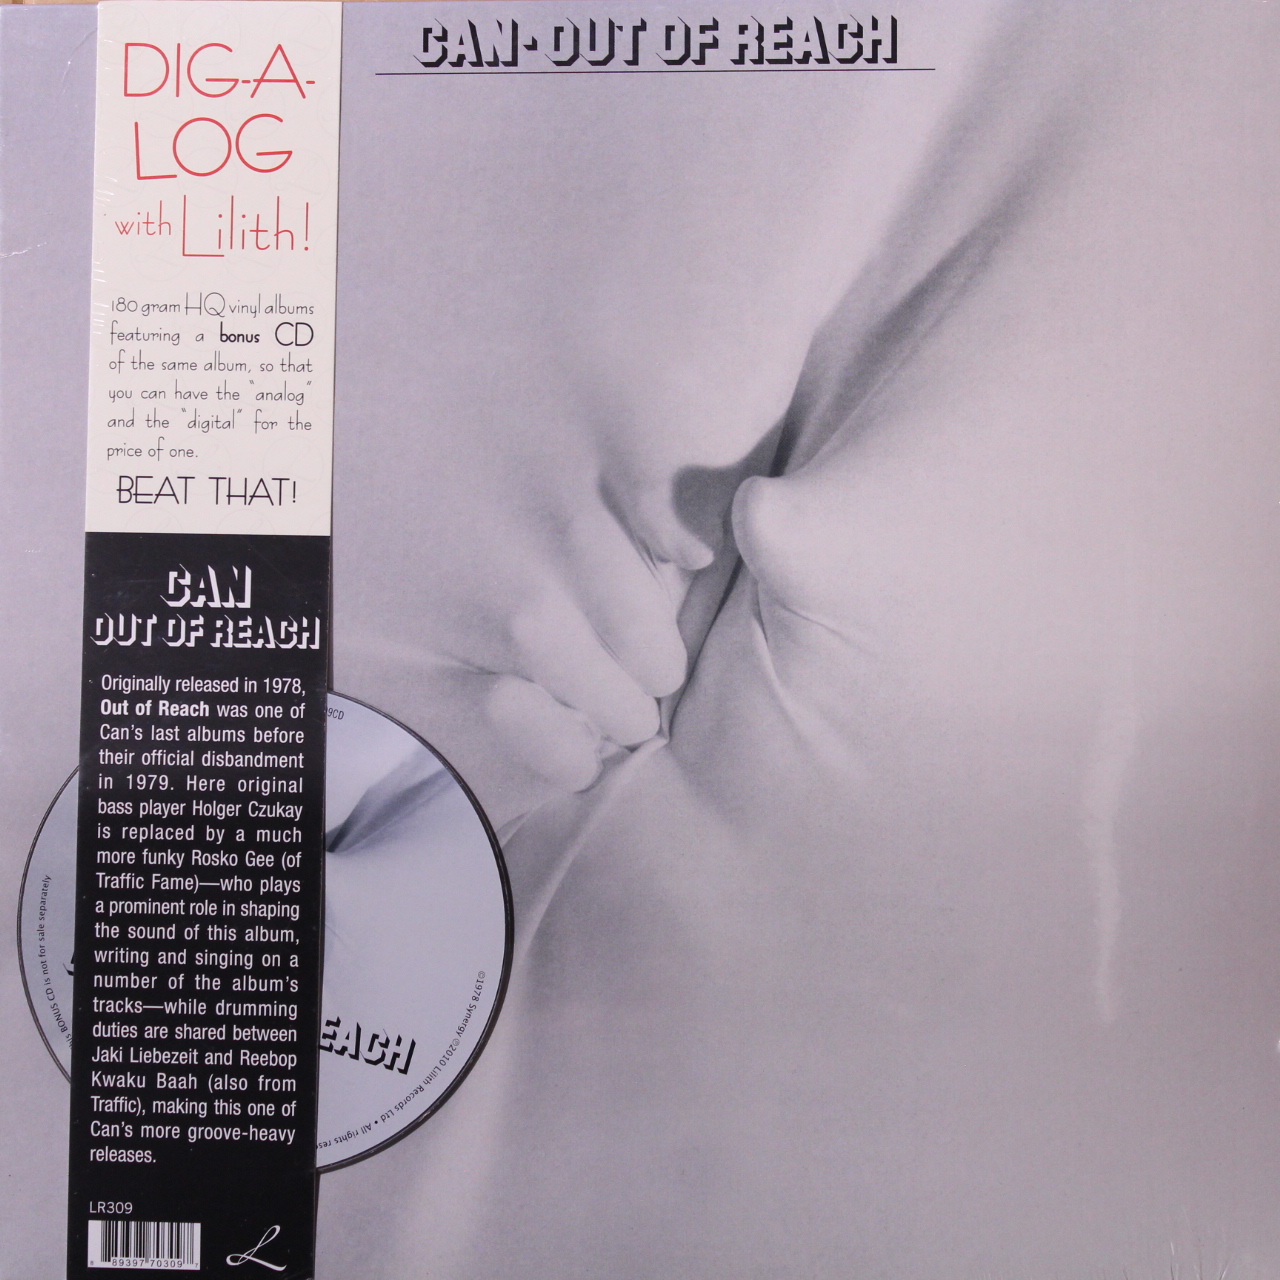 CAN-OUT OF REACH
DIG-A-
LOG
with Lilith!
180 gram HQ vinyl albums
featuring a bonus CD
of the same album, so that
you can have the "analog"
and the "digital" for the
price of one.
BEAT THAT!
CAN
OUT OF REACH
Originally released in 1978,
Out of Reach was one of
Can's last albums before
their official disbandment
in 1979. Here original
bass player Holger Czukay
is replaced by a much
more funky Rosko Gee (of
Traffic Fame)—who plays
a prominent role in shaping
the sound of this album,
writing and singing on a
number of the album's
tracks—while drumming
duties are shared between
Jaki Liebezeit and Reebop
Kwaku Baah (also from
Traffic), making this one of
Can's more groove-heavy
releases.
LR309
8 89397 70309 7
9CD
BONUS CD is not for sale separately
EACH
©1978 Synergy ℗2010 Lilith Records Ltd • All rights